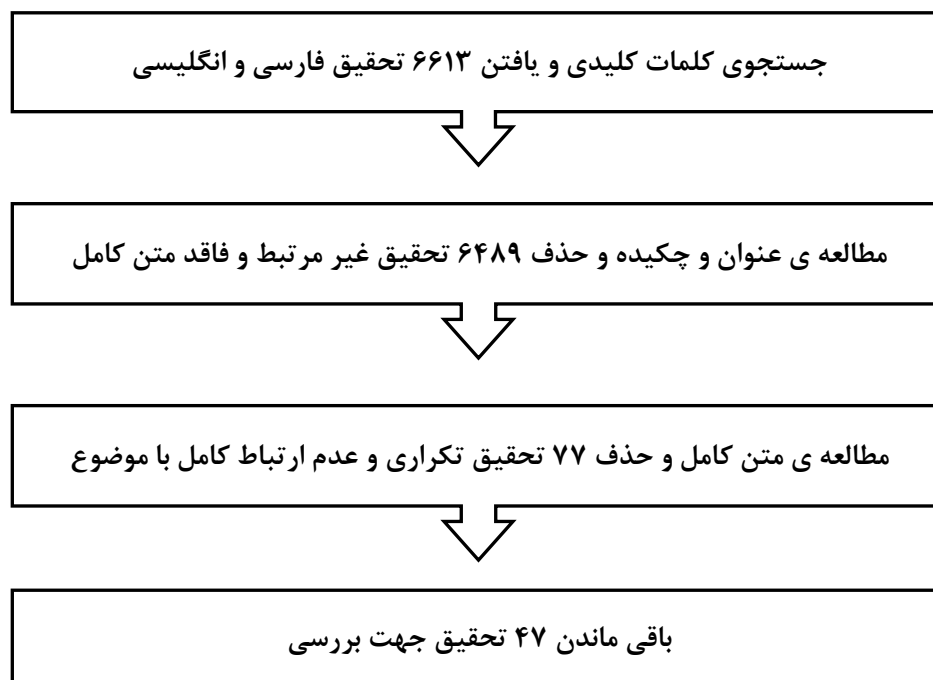 جستجوی کلمات کلیدی و یافتن ۶۶۱۳ تحقیق فارسی و انگلیسی
مطالعه ی عنوان و چکیده و حذف ۶۴۸۹ تحقیق غیر مرتبط و فاقد متن کامل
مطالعه ی متن کامل و حذف ۷۷ تحقیق تکراری و عدم ارتباط کامل با موضوع
باقی ماندن ۴۷ تحقیق جهت بررسی